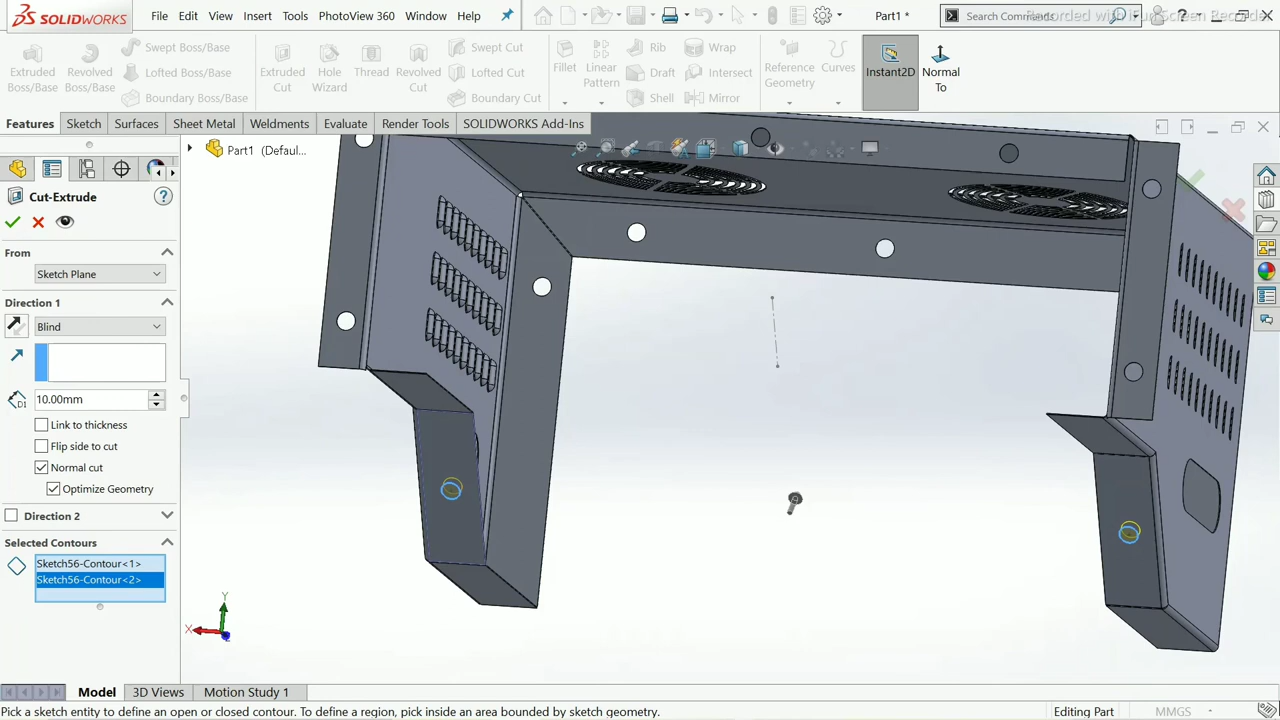 SOLIDWORKS
File Edit View Insert Tools PhotoView 360 Window Help
Part1 *
Search Commands
Extruded Boss/Base
Revolved Boss/Base
Swept Boss/Base
Lofted Boss/Base
Boundary Boss/Base
Extruded Cut
Hole Wizard
Thread
Revolved Cut
Swept Cut
Lofted Cut
Boundary Cut
Fillet
Linear Pattern
Rib
Draft
Shell
Wrap
Intersect
Mirror
Reference Geometry
Curves
Instant2D
Normal To
Features Sketch Surfaces Sheet Metal Weldments Evaluate Render Tools SOLIDWORKS Add-Ins
Part1 (Defaul...
Cut-Extrude
From
Sketch Plane
Direction 1
Blind
D1
10.00mm
Link to thickness
Flip side to cut
Normal cut
Optimize Geometry
Direction 2
Selected Contours
Sketch56-Contour<1>
Sketch56-Contour<2>
Y
X
Model 3D Views Motion Study 1
Pick a sketch entity to define an open or closed contour. To define a region, pick inside an area bounded by sketch geometry.
Editing Part
MMGS